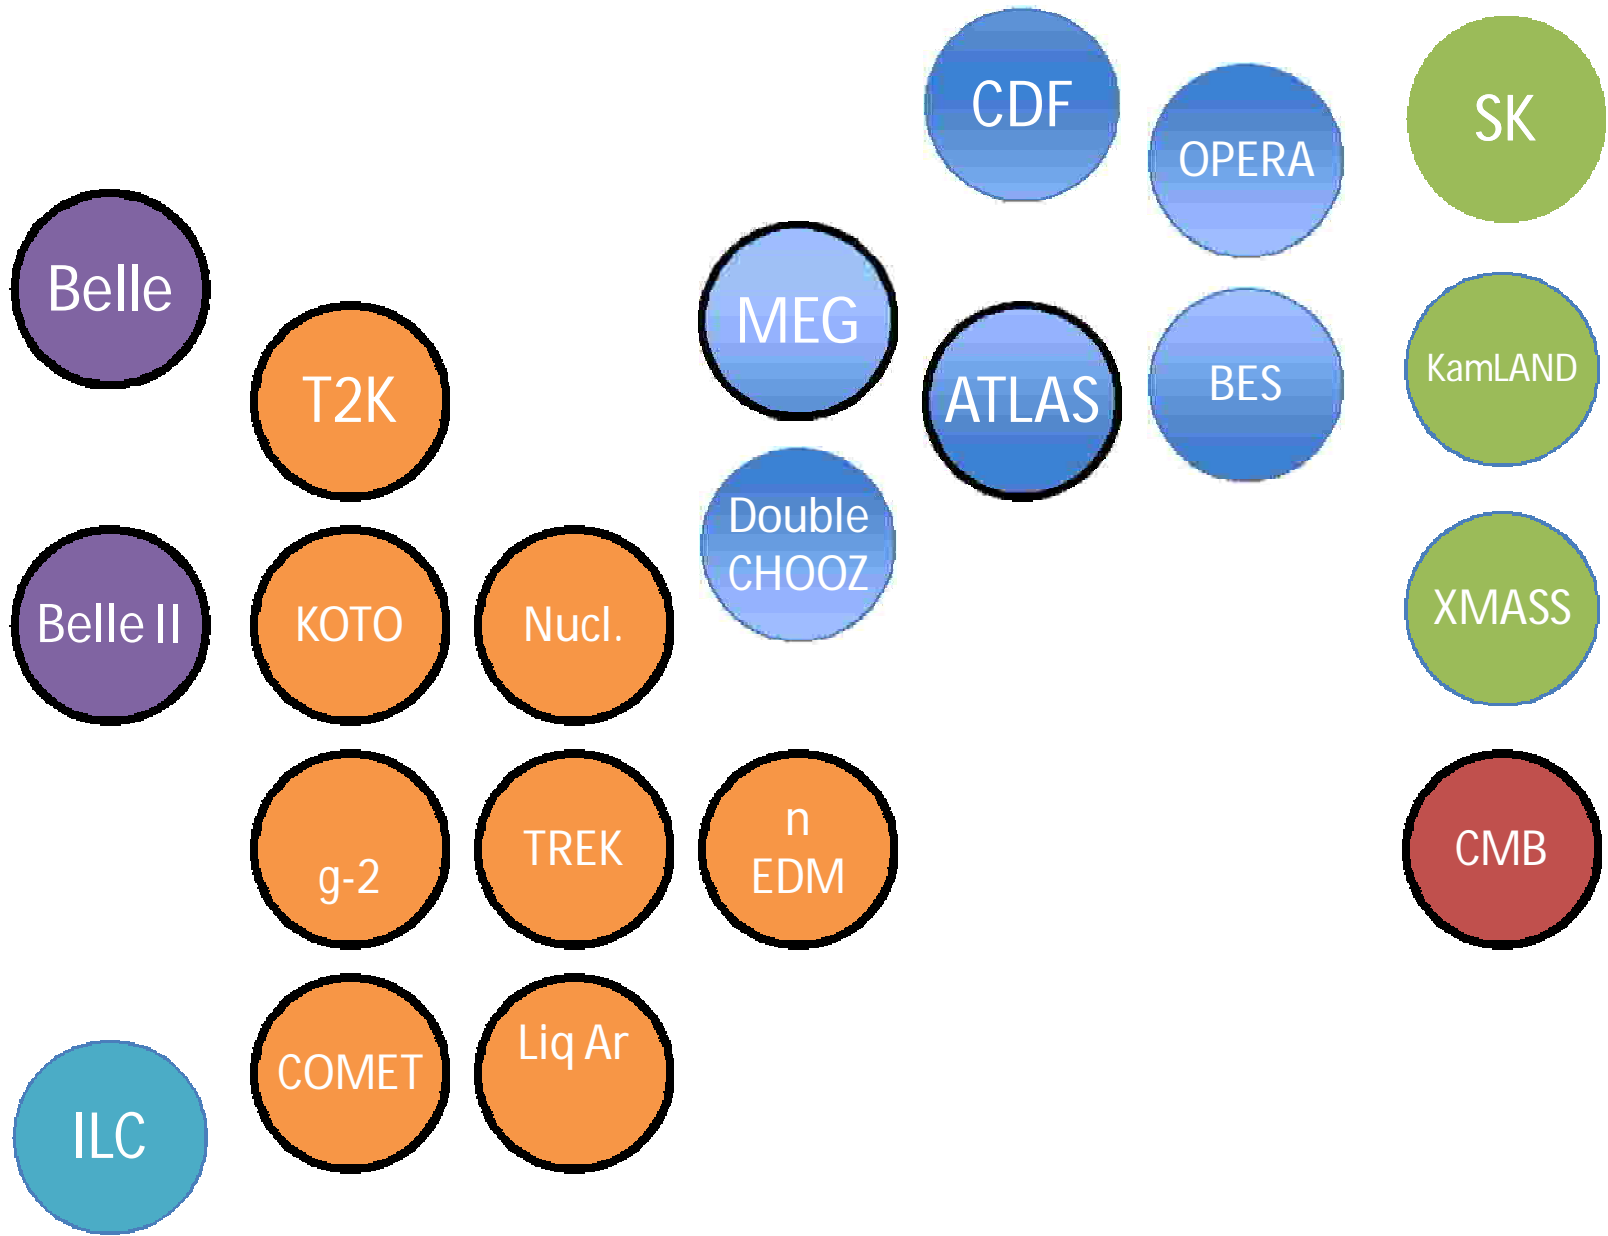 CDF
SK
OPERA
Belle
MEG
KamLAND
T2K
ATLAS
BES
Double
CHOOZ
Belle II
KOTO
Nucl.
XMASS
g-2
TREK
n
EDM
CMB
COMET
Liq Ar
ILC